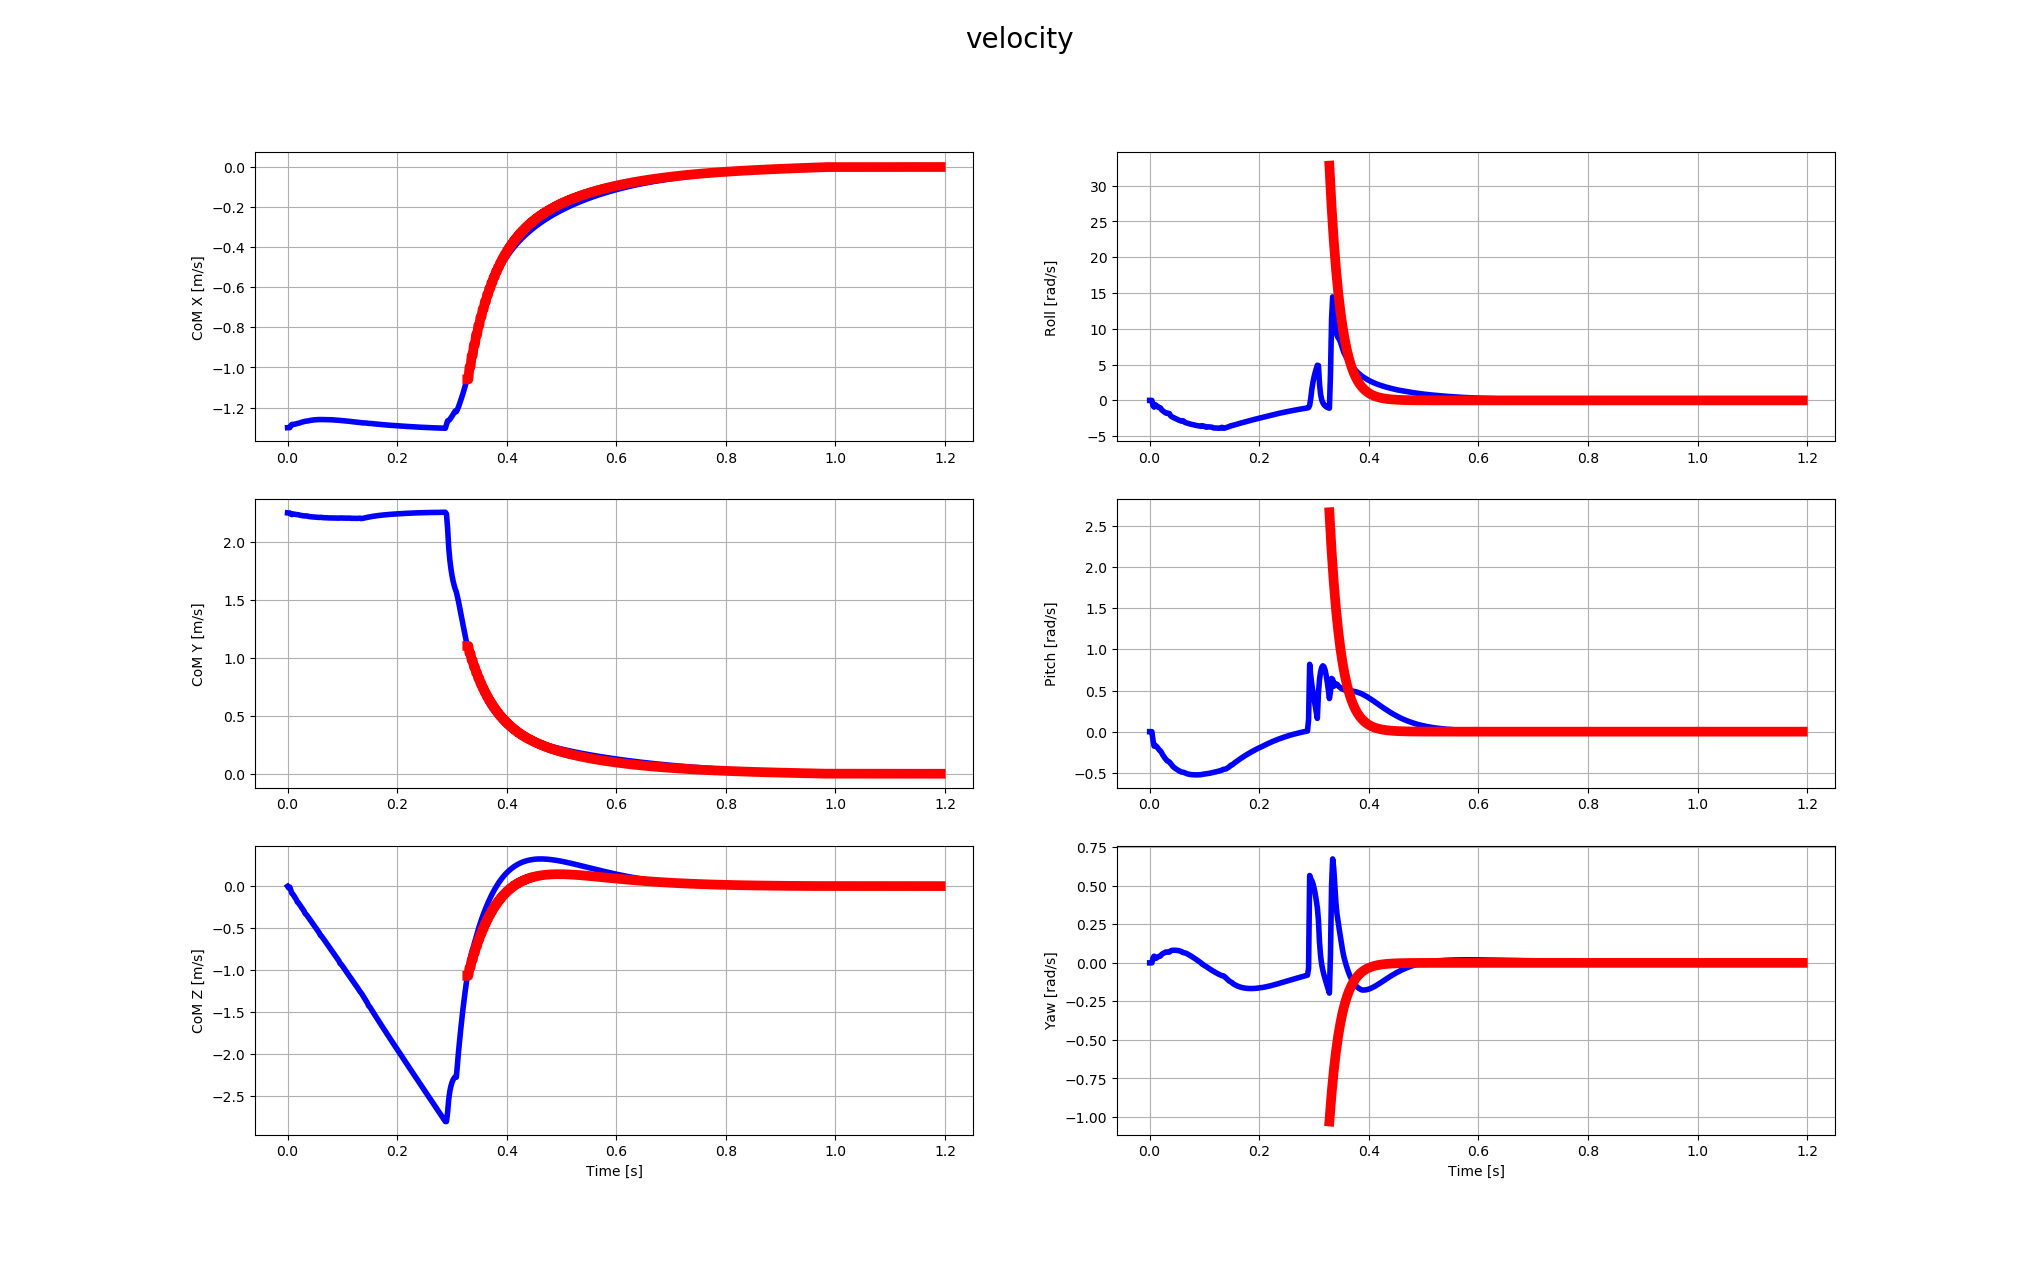 velocity
0.0
−0.2
−0.4
−0.6
−0.8
−1.0
−1.2
CoM X [m/s]
0.0 0.2 0.4 0.6 0.8 1.0 1.2
30
25
20
15
10
5
0
−5
Roll [rad/s]
0.0 0.2 0.4 0.6 0.8 1.0 1.2
2.0
1.5
1.0
0.5
0.0
CoM Y [m/s]
0.0 0.2 0.4 0.6 0.8 1.0 1.2
2.5
2.0
1.5
1.0
0.5
0.0
−0.5
Pitch [rad/s]
0.0 0.2 0.4 0.6 0.8 1.0 1.2
0.0
−0.5
−1.0
−1.5
−2.0
−2.5
CoM Z [m/s]
0.0 0.2 0.4 0.6 0.8 1.0 1.2
Time [s]
0.75
0.50
0.25
0.00
−0.25
−0.50
−0.75
−1.00
Yaw [rad/s]
0.0 0.2 0.4 0.6 0.8 1.0 1.2
Time [s]